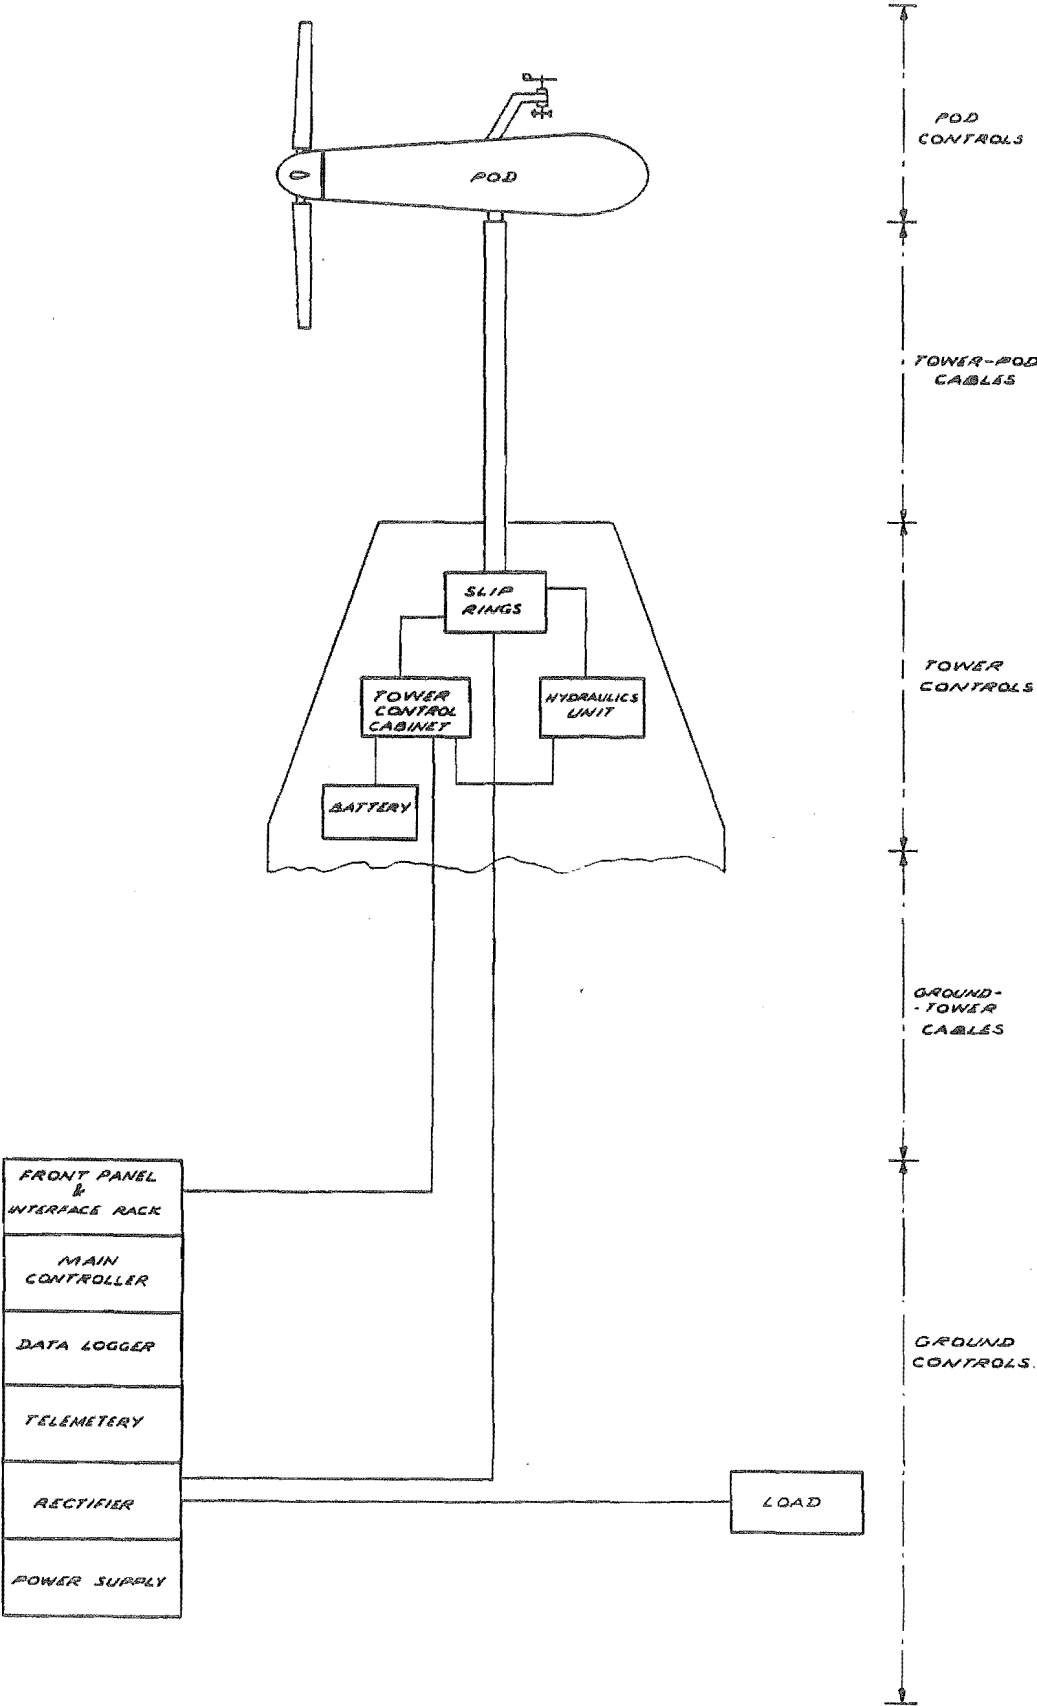 POD
CONTROLS
POD
TOWER-POD
CABLES
SLIP
RINGS
TOWER
CONTROL
CABINET
HYDRAULICS
UNIT
BATTERY
TOWER
CONTROLS
GROUND-
-TOWER
CABLES
FRONT PANEL
&
INTERFACE RACK
MAIN
CONTROLLER
DATA LOGGER
TELEMETERY
RECTIFIER
POWER SUPPLY
LOAD
GROUND
CONTROLS.